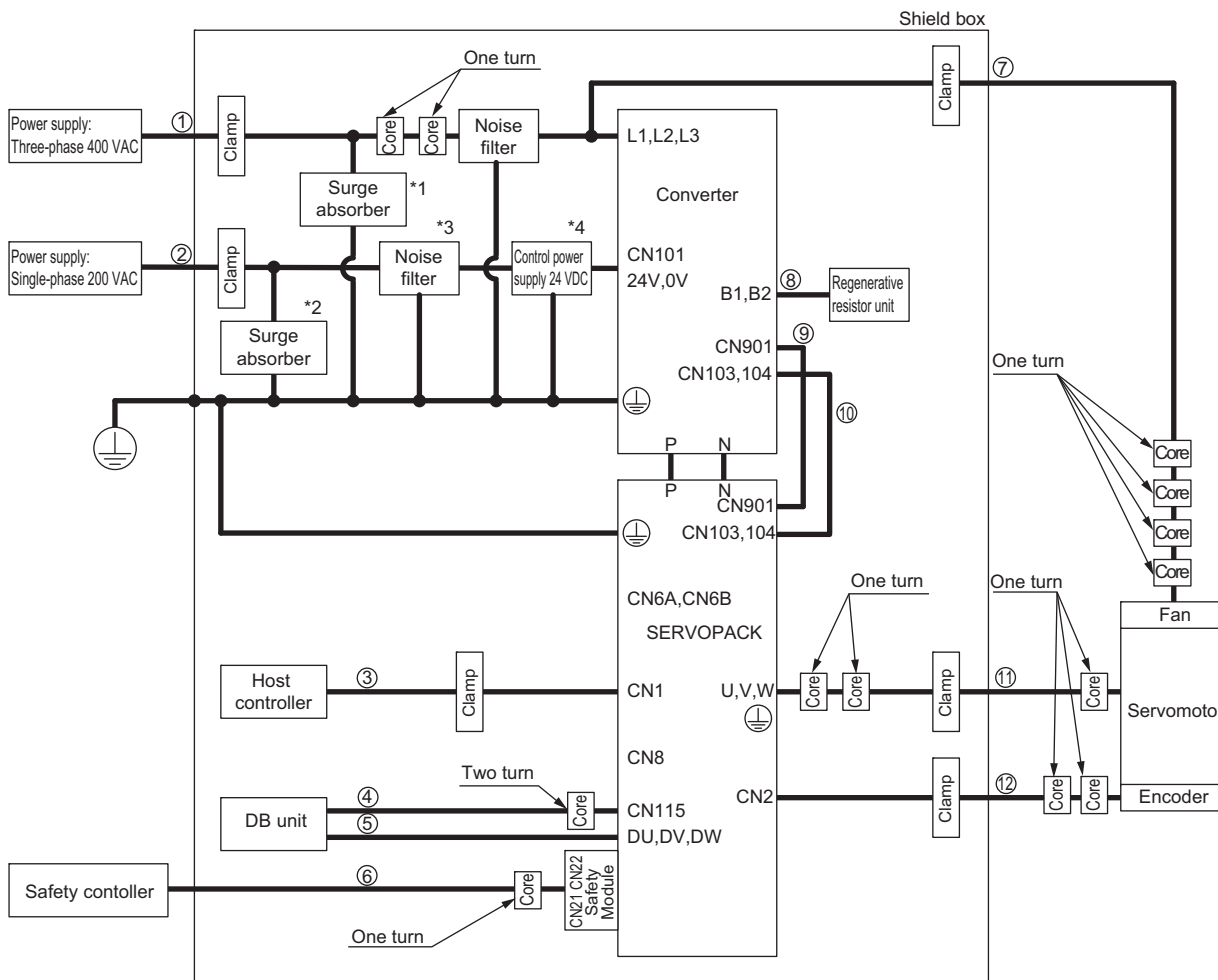 Shield box
One turn
⑦
Clamp
Power supply:
Three-phase 400 VAC
①
Clamp
Core
Core
Noise
filter
L1,L2,L3
Surge
absorber
*1
Converter
*3
*4
Power supply:
Single-phase 200 VAC
②
Clamp
Noise
filter
Control power
supply 24 VDC
CN101
24V,0V
B1,B2
⑧
Regenerative
resistor unit
*2
Surge
absorber
CN901
⑨
CN103,104
One turn
⑩
P
N
P
N
CN901
CN103,104
Core
Core
Core
Core
One turn
One turn
Fan
CN6A,CN6B
SERVOPACK
Host
controller
③
Clamp
CN1
U,V,W
Core
Core
Clamp
⑪
Core
Servomoto
CN8
Two turn
CN2
Clamp
⑫
Core
Core
Encoder
DB unit
④
Core
CN115
⑤
DU,DV,DW
Safety contoller
⑥
Core
CN21 CN22
Safety
Module
One turn